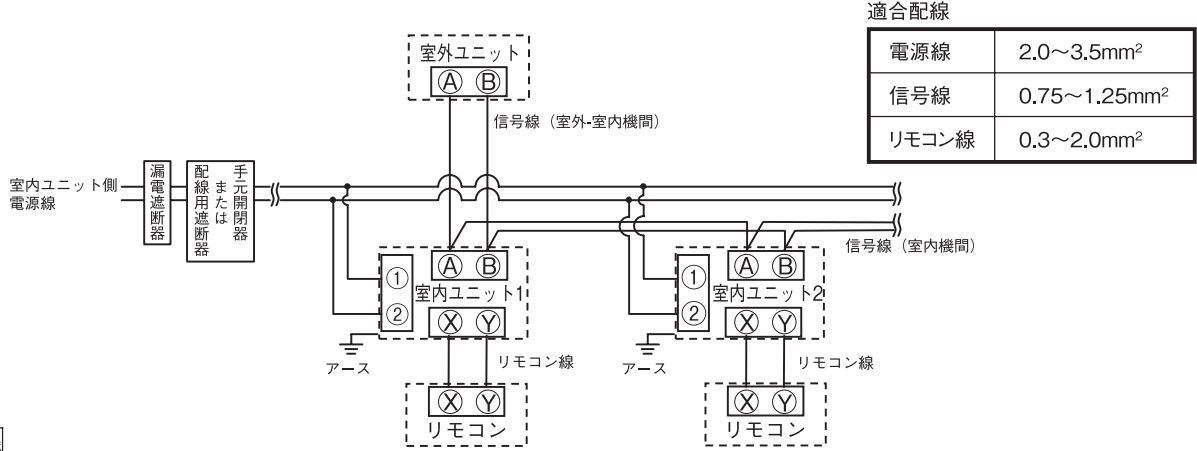 適合配線
電源線 2.0～3.5mm²
信号線 0.75～1.25mm²
リモコン線 0.3～2.0mm²
室外ユニット
A B
信号線（室外-室内機間）
室内ユニット側
電源線
漏電遮断器
手元開閉器
または
配線用遮断器
信号線（室内機間）
A B
室内ユニット1
①
②
X Y
アース
リモコン線
X Y
リモコン
A B
室内ユニット2
①
②
X Y
アース
リモコン線
X Y
リモコン